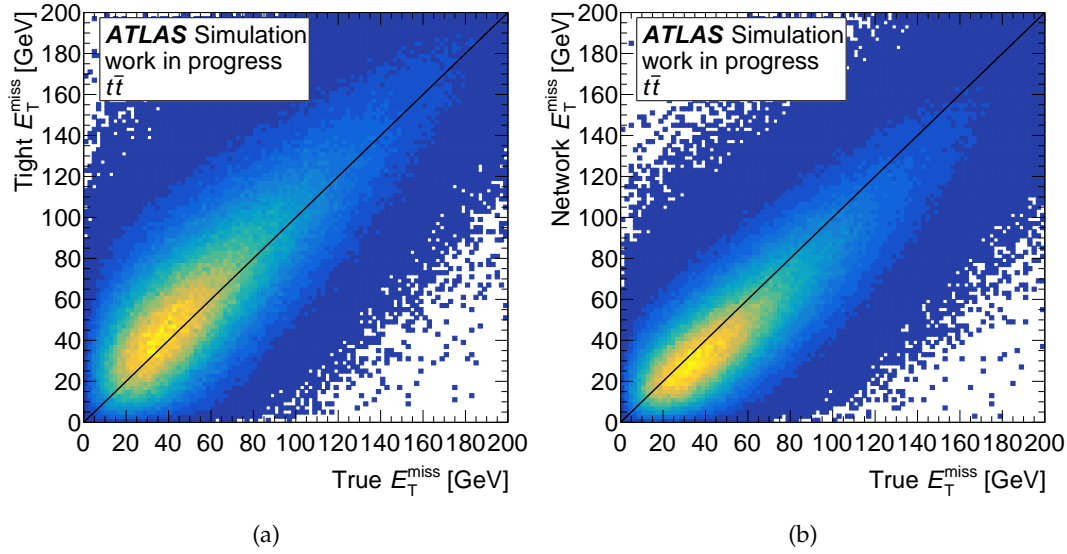 200
180
160
140
120
100
80
60
40
20
0
Tight E_T^miss [GeV]
ATLAS Simulation
work in progress
tt̄
0 20 40 60 80 100 120 140 160 180 200
True E_T^miss [GeV]
(a)
200
180
160
140
120
100
80
60
40
20
0
Network E_T^miss [GeV]
ATLAS Simulation
work in progress
tt̄
0 20 40 60 80 100 120 140 160 180 200
True E_T^miss [GeV]
(b)